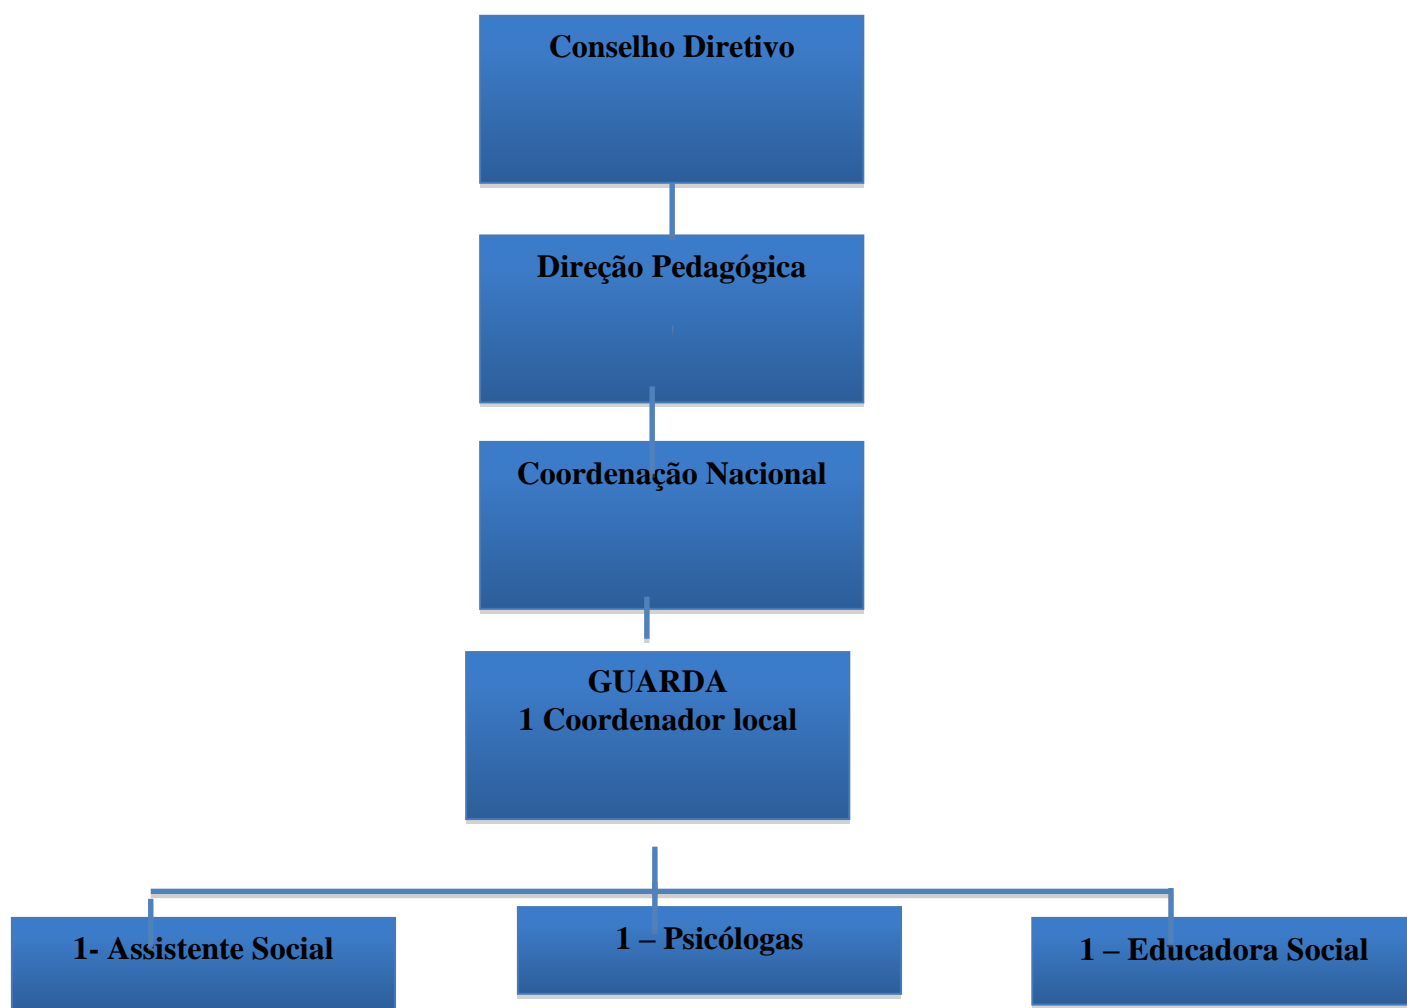 Conselho Diretivo
Direção Pedagógica
Coordenação Nacional
GUARDA
1 Coordenador local
1- Assistente Social
1 – Psicólogas
1 – Educadora Social